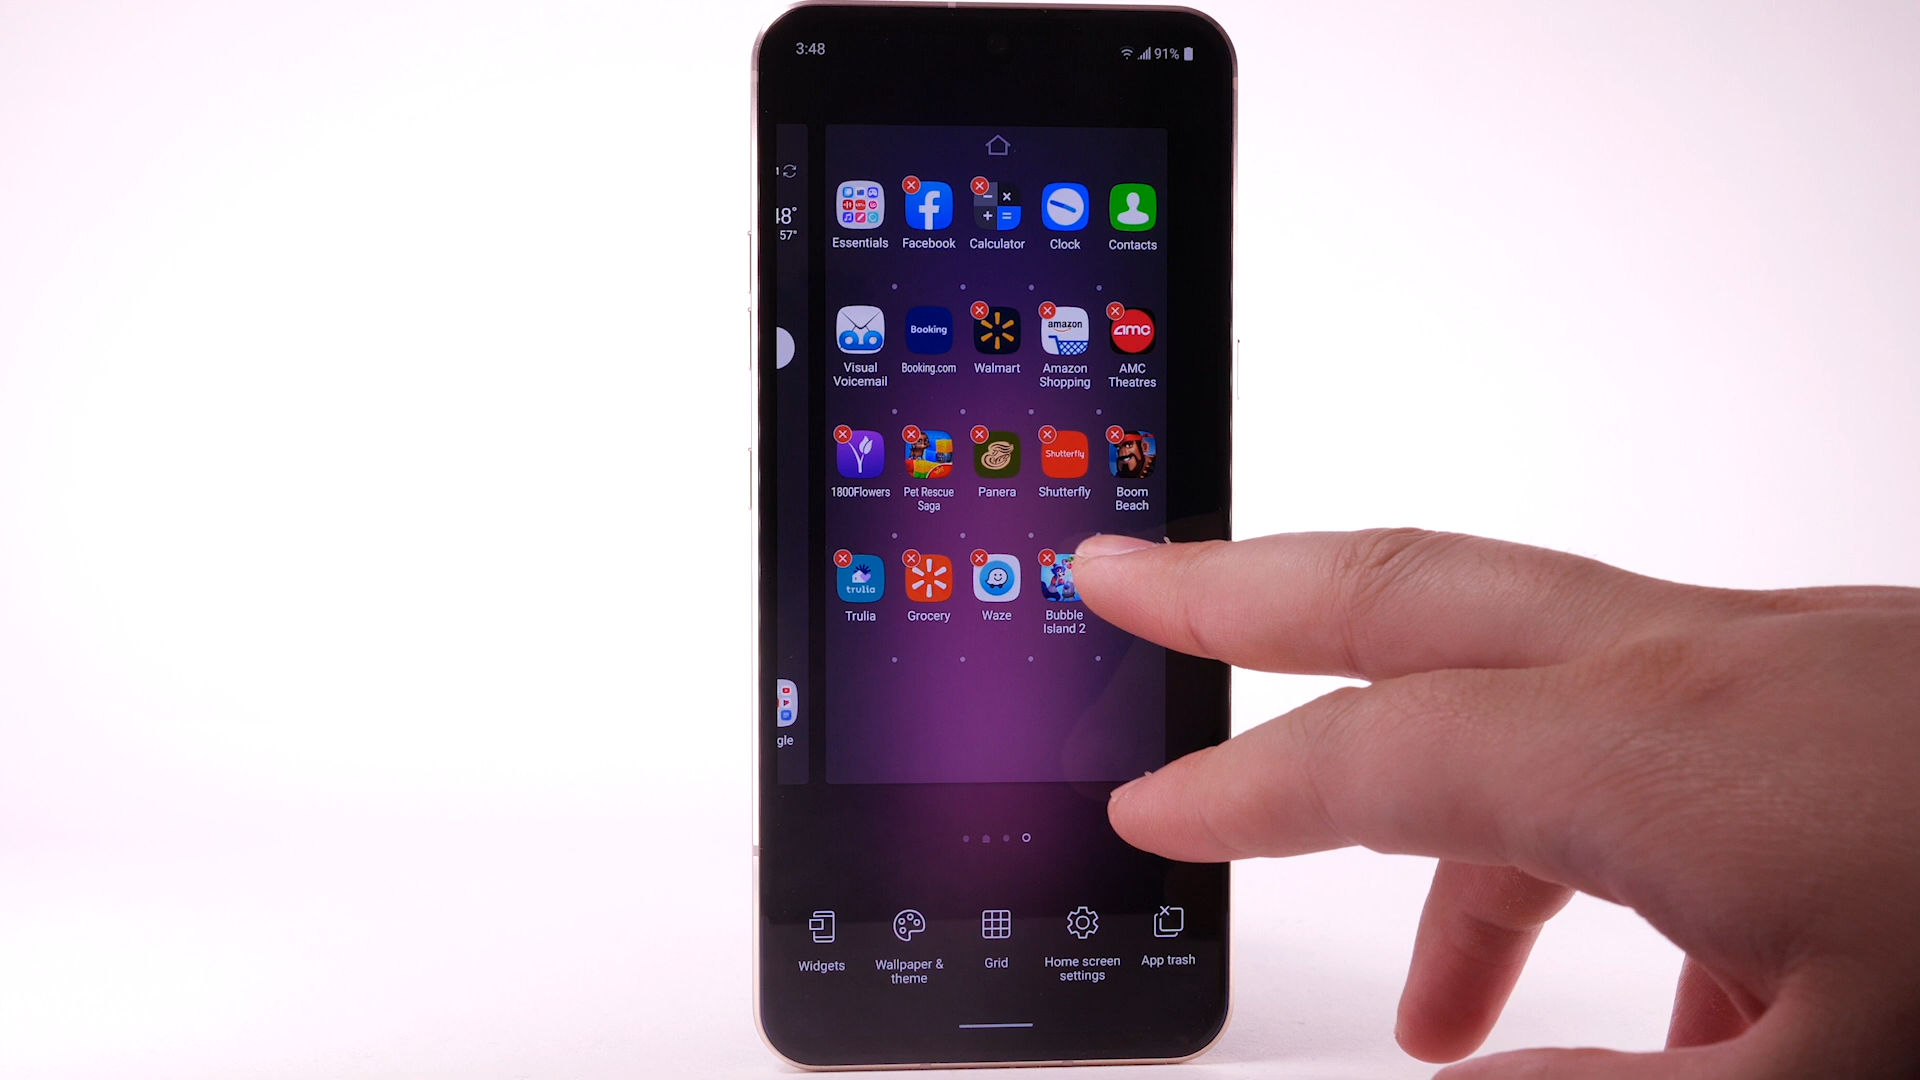 3:48
91%
48°
57°
Essentials
Facebook
Calculator
Clock
Contacts
Visual
Voicemail
Booking
Booking.com
Walmart
amazon
Amazon
Shopping
amc
AMC
Theatres
1800Flowers
Pet Rescue
Saga
Panera
Shutterfly
Shutterfly
Boom
Beach
trulia
Trulia
Grocery
Waze
Bubble
Island 2
gle
Widgets
Wallpaper &
theme
Grid
Home screen
settings
App trash